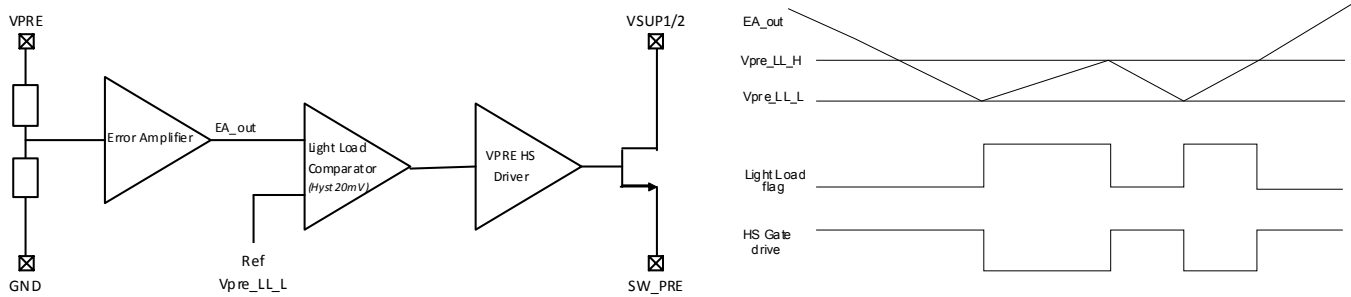 VPRE
VSUP1/2
Error Amplifier
EA_out
Light Load
Comparator
(Hyst 20mV)
VPRE HS
Driver
Ref
Vpre_LL_L
GND
SW_PRE
EA_out
Vpre_LL_H
Vpre_LL_L
Light Load
flag
HS Gate
drive